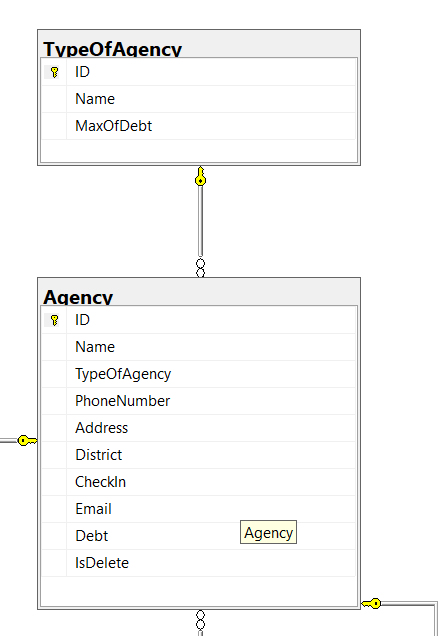 TypeOfAgency
ID
Name
MaxOfDebt
Agency
ID
Name
TypeOfAgency
PhoneNumber
Address
District
CheckIn
Email
Debt
Agency
IsDelete